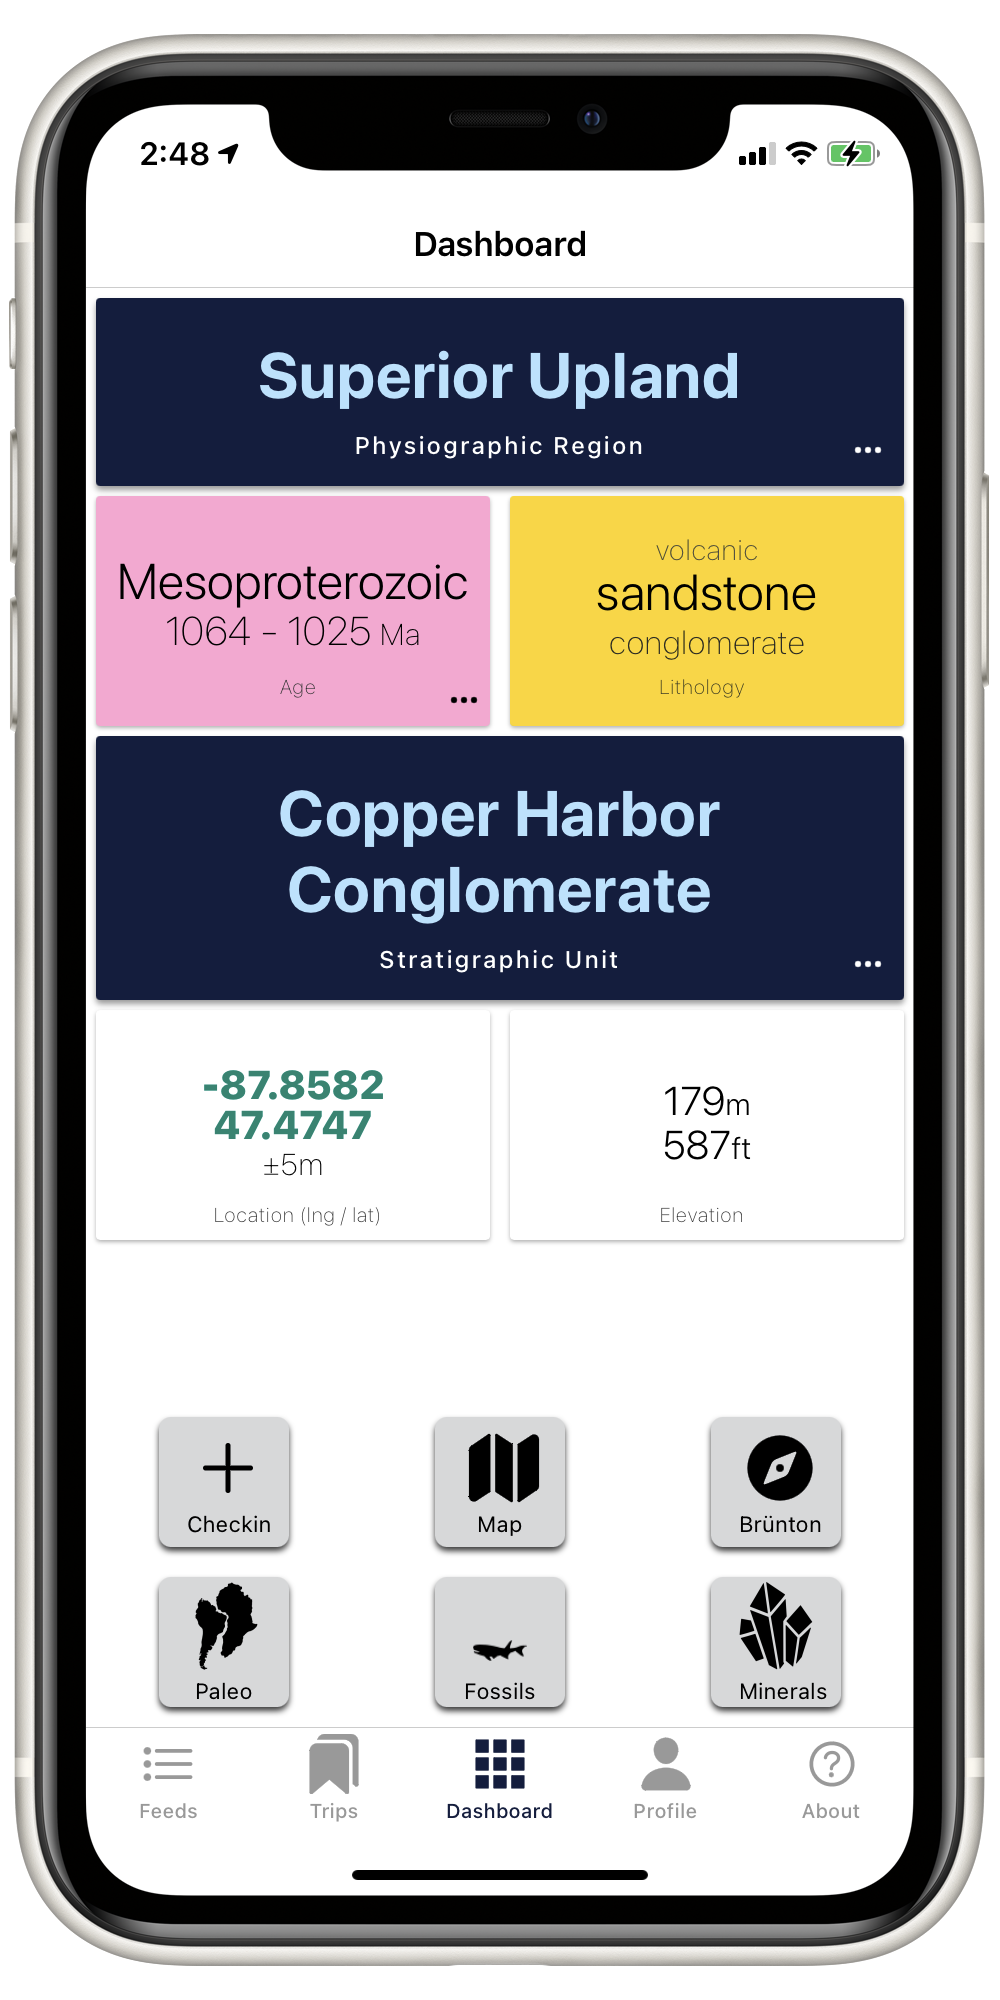 2:48
Dashboard
Superior Upland
Physiographic Region
Mesoproterozoic
1064 - 1025 Ma
Age
volcanic
sandstone
conglomerate
Lithology
Copper Harbor
Conglomerate
Stratigraphic Unit
-87.8582
47.4747
±5m
Location (lng / lat)
179m
587ft
Elevation
Checkin
Map
Brünton
Paleo
Fossils
Minerals
Feeds
Trips
Dashboard
Profile
About